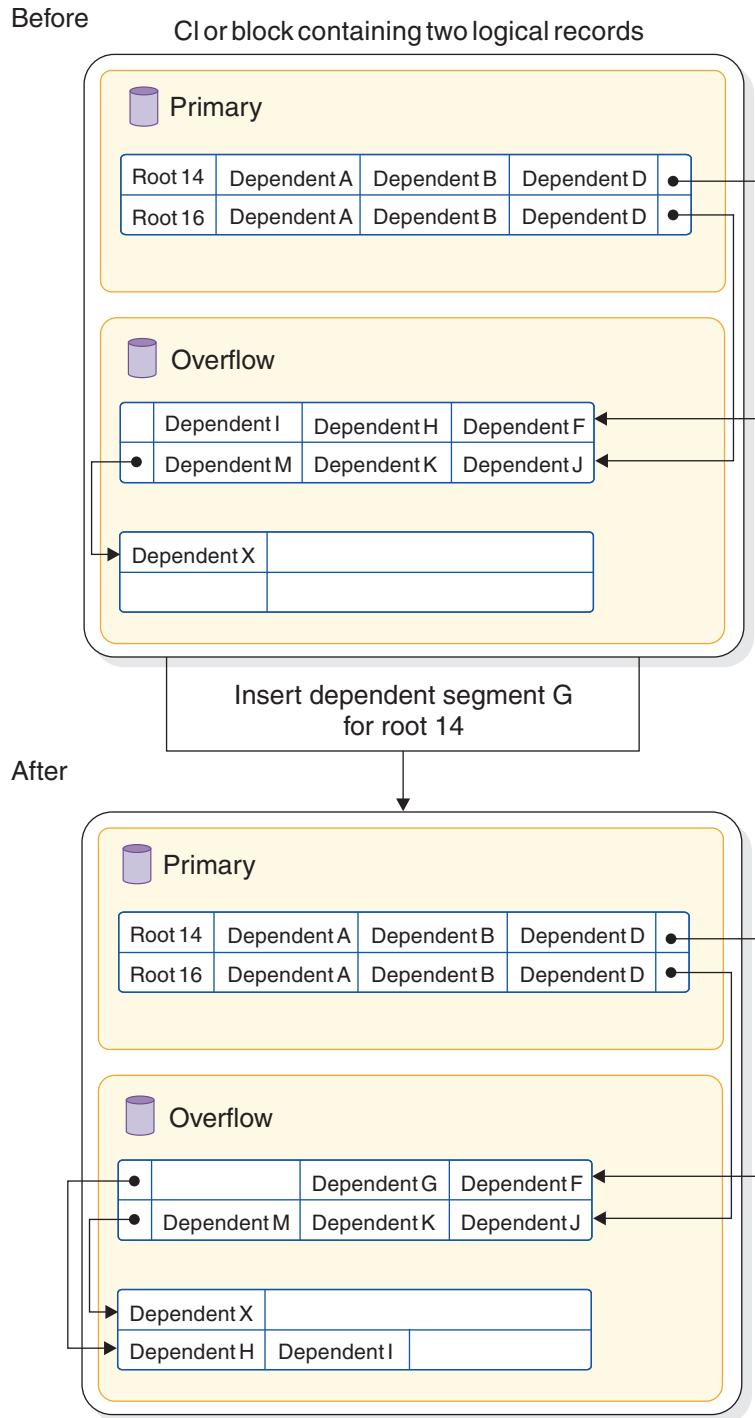 Before
CI or block containing two logical records
Primary
Root 14 Dependent A Dependent B Dependent D
Root 16 Dependent A Dependent B Dependent D
Overflow
Dependent I Dependent H Dependent F
Dependent M Dependent K Dependent J
Dependent X
Insert dependent segment G
for root 14
After
Primary
Root 14 Dependent A Dependent B Dependent D
Root 16 Dependent A Dependent B Dependent D
Overflow
Dependent G Dependent F
Dependent M Dependent K Dependent J
Dependent X
Dependent H Dependent I